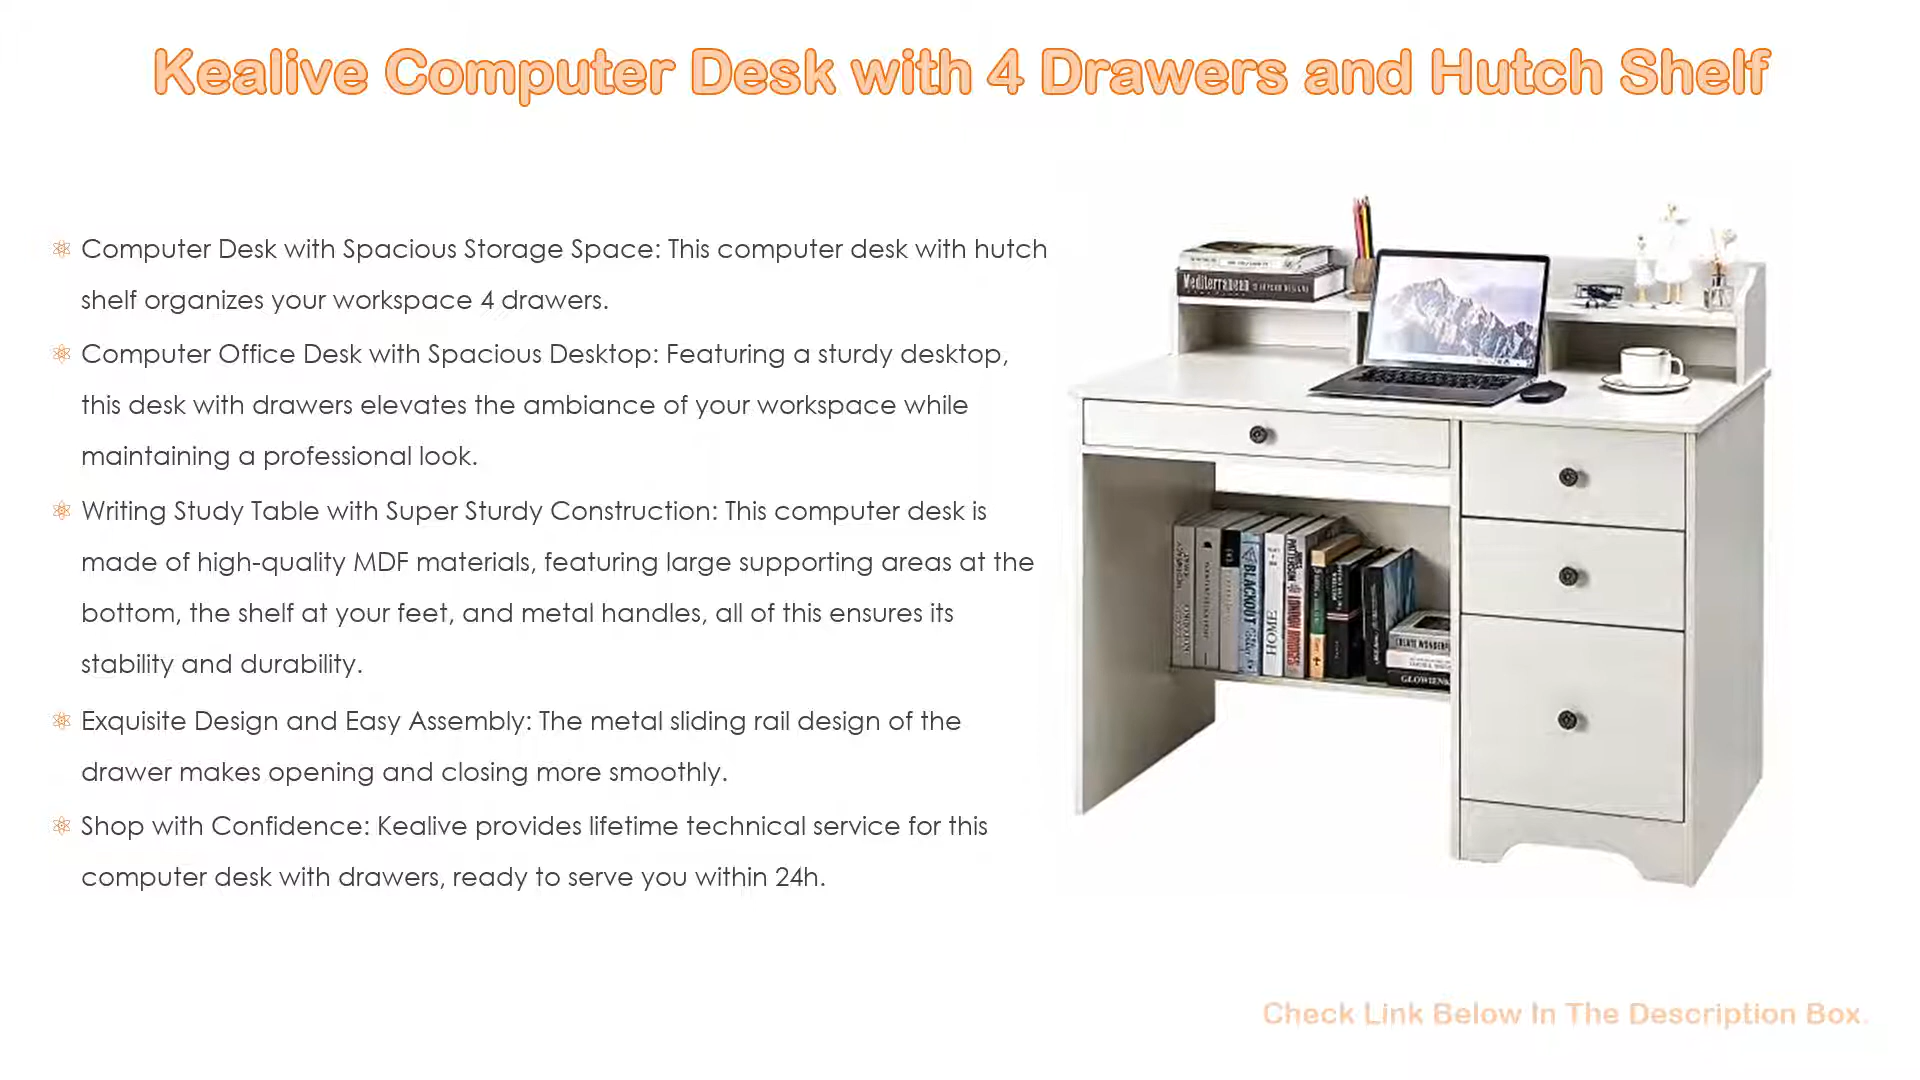 Kealive Computer Desk with 4 Drawers and Hutch Shelf
Computer Desk with Spacious Storage Space: This computer desk with hutch
shelf organizes your workspace 4 drawers.
Computer Office Desk with Spacious Desktop: Featuring a sturdy desktop,
this desk with drawers elevates the ambiance of your workspace while
maintaining a professional look.
Writing Study Table with Super Sturdy Construction: This computer desk is
made of high-quality MDF materials, featuring large supporting areas at the
bottom, the shelf at your feet, and metal handles, all of this ensures its
stability and durability.
Exquisite Design and Easy Assembly: The metal sliding rail design of the
drawer makes opening and closing more smoothly.
Shop with Confidence: Kealive provides lifetime technical service for this
computer desk with drawers, ready to serve you within 24h.
Mediterranean
BLACKOUT
HOME
PATTERSON
LONDON BRIDGES
Check Link Below In The Description Box.